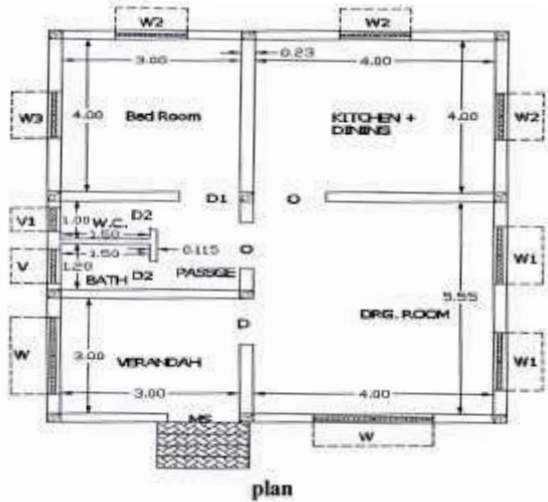 W2
W2
0.23
3.00
4.00
W3
4.00
Bed Room
KITCHEN +
DINING
4.00
W2
V1
1.00
W.C.
D2
D1
O
1.50
1.50
0.115
O
V
1.20
BATH
D2
PASSGE
W1
5.55
DRG. ROOM
W
3.00
D
VERANDAH
W1
3.00
4.00
MS
W
plan